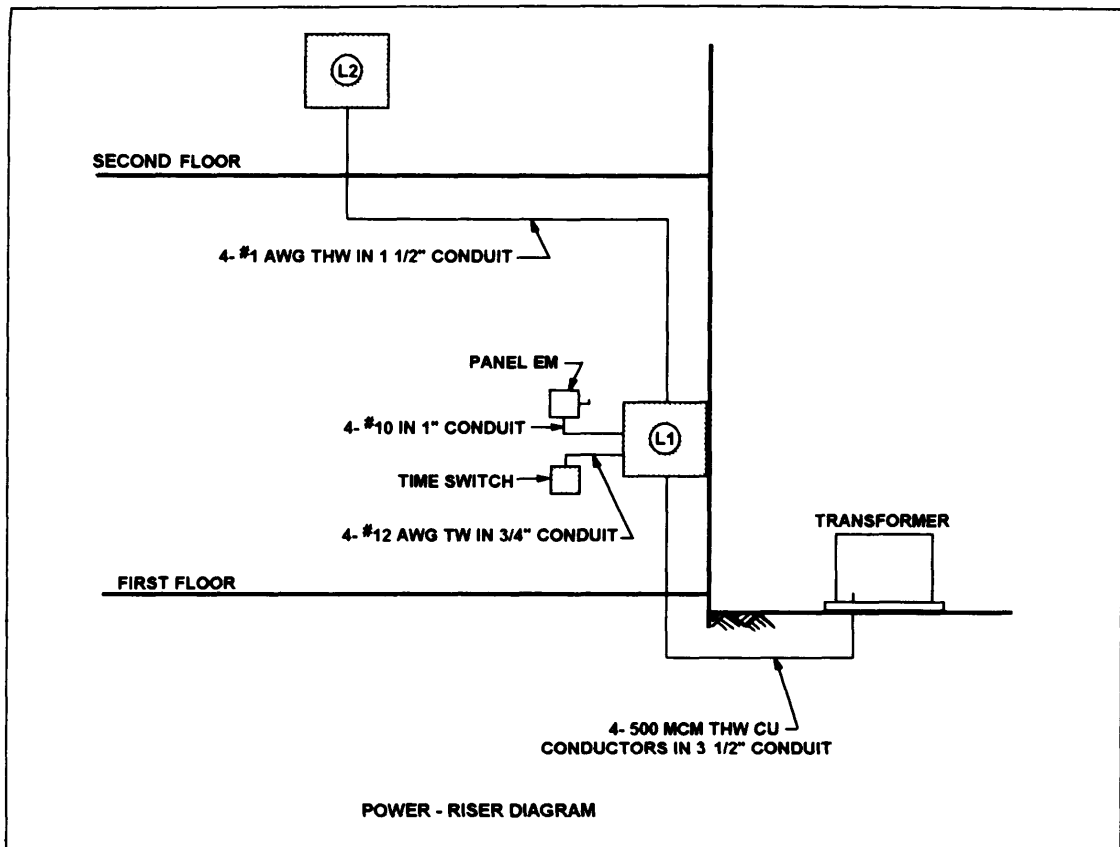 L2
SECOND FLOOR
4- #1 AWG THW IN 1 1/2" CONDUIT
PANEL EM
4- #10 IN 1" CONDUIT
L1
TIME SWITCH
4- #12 AWG TW IN 3/4" CONDUIT
TRANSFORMER
FIRST FLOOR
4- 500 MCM THW CU
CONDUCTORS IN 3 1/2" CONDUIT
POWER - RISER DIAGRAM